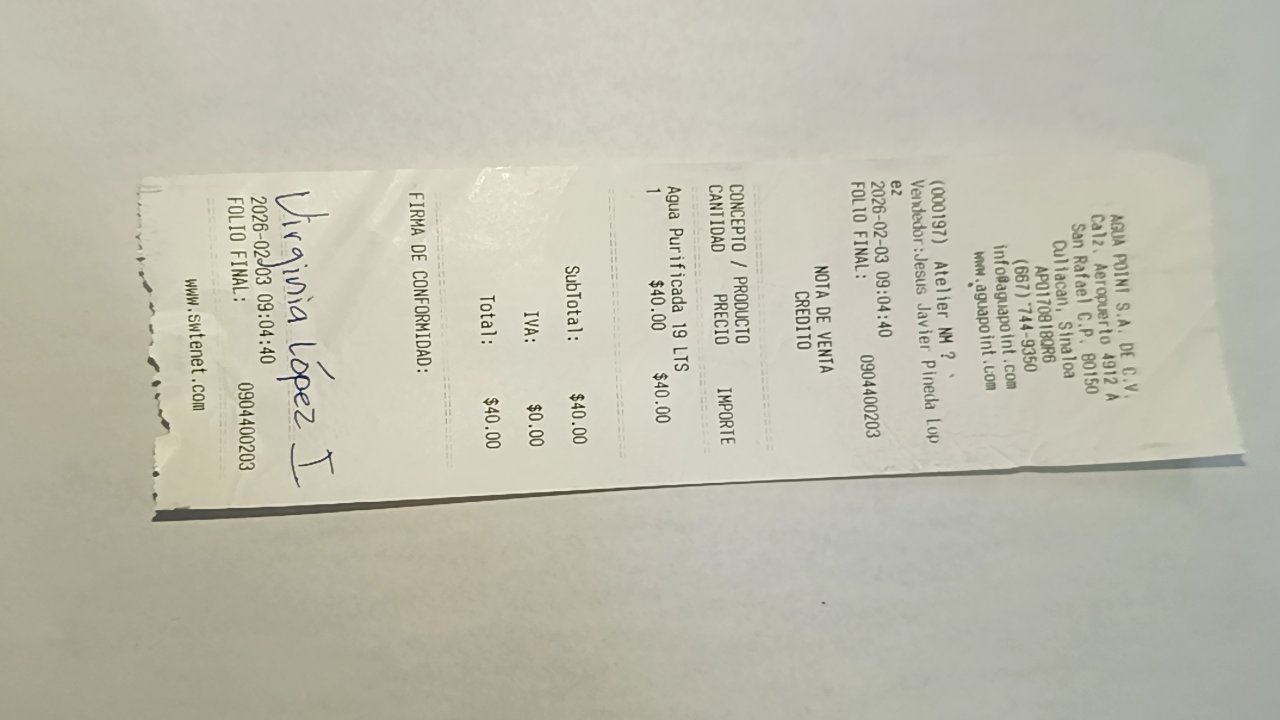 AGUA POINT S.A. DE C.V.
Calz. Aeropuerto 4912 A
San Rafael C.P. 80150
Culiacan, Sinaloa
APO170818QR6
(667) 744-9350
info@aguapoint.com
www.aguapoint.com
(000197) Atelier NM ?
Vendedor:Jesus Javier Pineda Lop
ez
2026-02-03 09:04:40
FOLIO FINAL: 0904400203
NOTA DE VENTA
CREDITO
CONCEPTO / PRODUCTO
CANTIDAD PRECIO IMPORTE
Agua Purificada 19 LTS
1 $40.00 $40.00
SubTotal: $40.00
IVA: $0.00
Total: $40.00
FIRMA DE CONFORMIDAD:
Virginia López I
2026-02-03 09:04:40
FOLIO FINAL: 0904400203
www.swtenet.com